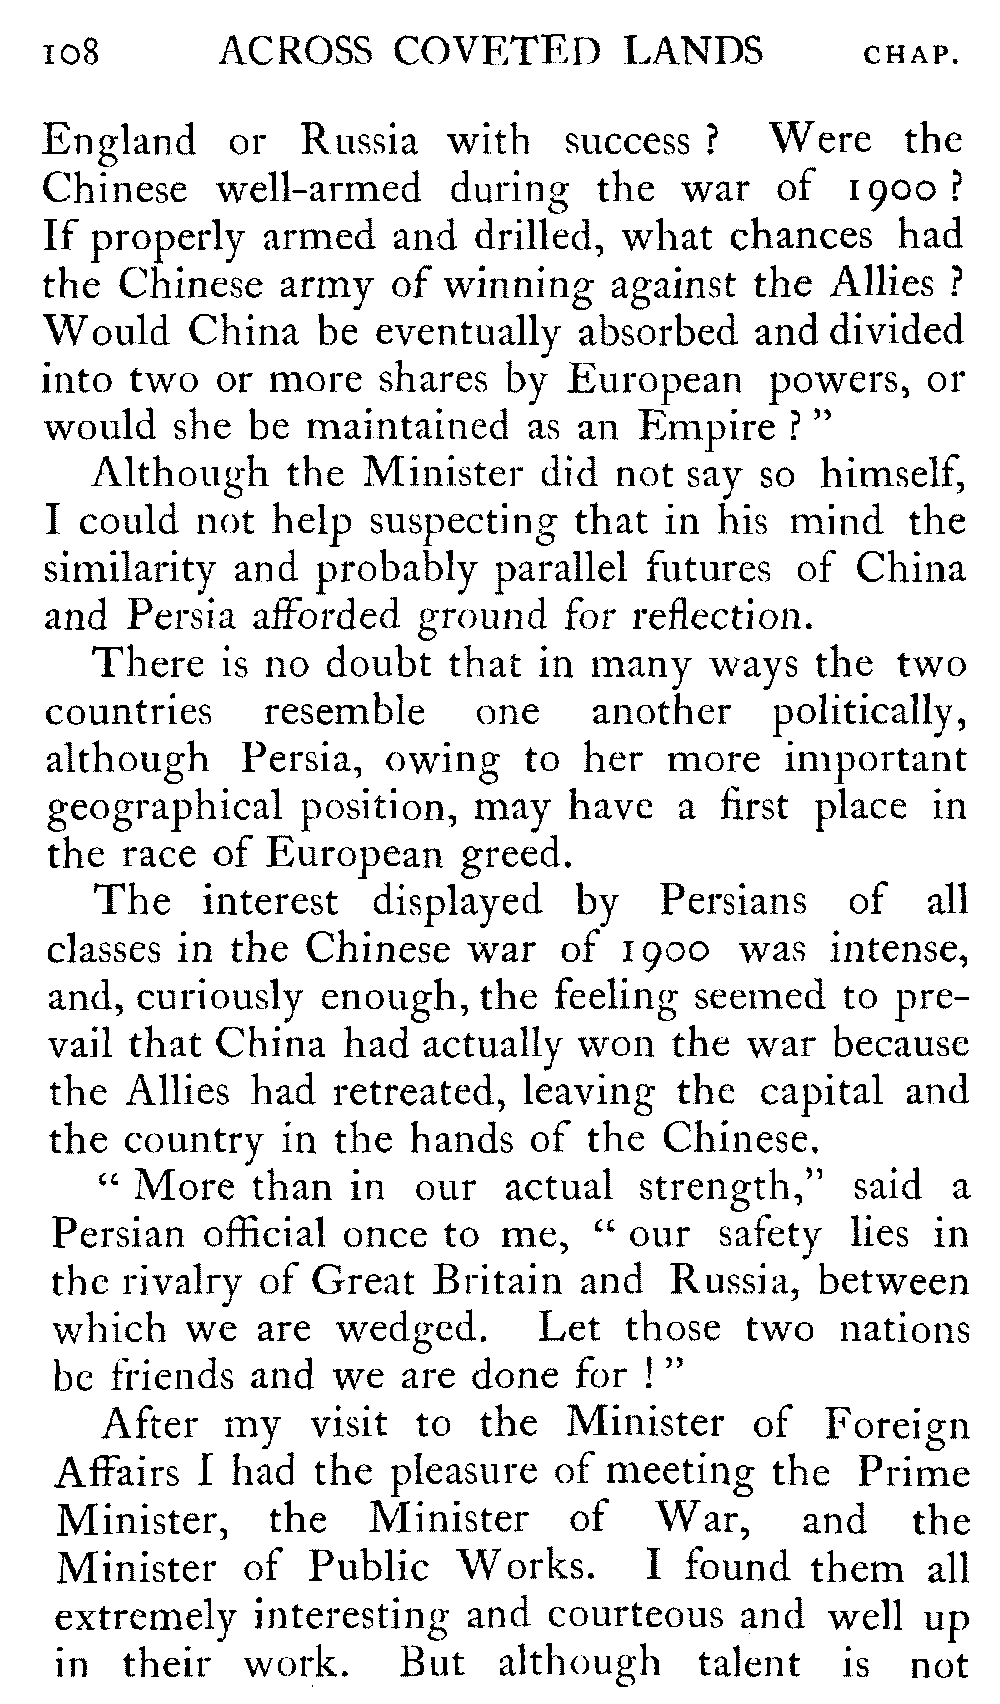 108 ACROSS COVETED LANDS CHAP.
England or Russia with success ? Were the
Chinese well-armed during the war of 1900 ?
If properly armed and drilled, what chances had
the Chinese army of winning against the Allies ?
Would China be eventually absorbed and divided
into two or more shares by European powers, or
would she be maintained as an Empire ? ”
Although the Minister did not say so himself,
I could not help suspecting that in his mind the
similarity and probably parallel futures of China
and Persia afforded ground for reflection.
There is no doubt that in many ways the two
countries resemble one another politically,
although Persia, owing to her more important
geographical position, may have a first place in
the race of European greed.
The interest displayed by Persians of all
classes in the Chinese war of 1900 was intense,
and, curiously enough, the feeling seemed to pre-
vail that China had actually won the war because
the Allies had retreated, leaving the capital and
the country in the hands of the Chinese.
“ More than in our actual strength,” said a
Persian official once to me, “ our safety lies in
the rivalry of Great Britain and Russia, between
which we are wedged. Let those two nations
be friends and we are done for ! ”
After my visit to the Minister of Foreign
Affairs I had the pleasure of meeting the Prime
Minister, the Minister of War, and the
Minister of Public Works. I found them all
extremely interesting and courteous and well up
in their work. But although talent is not